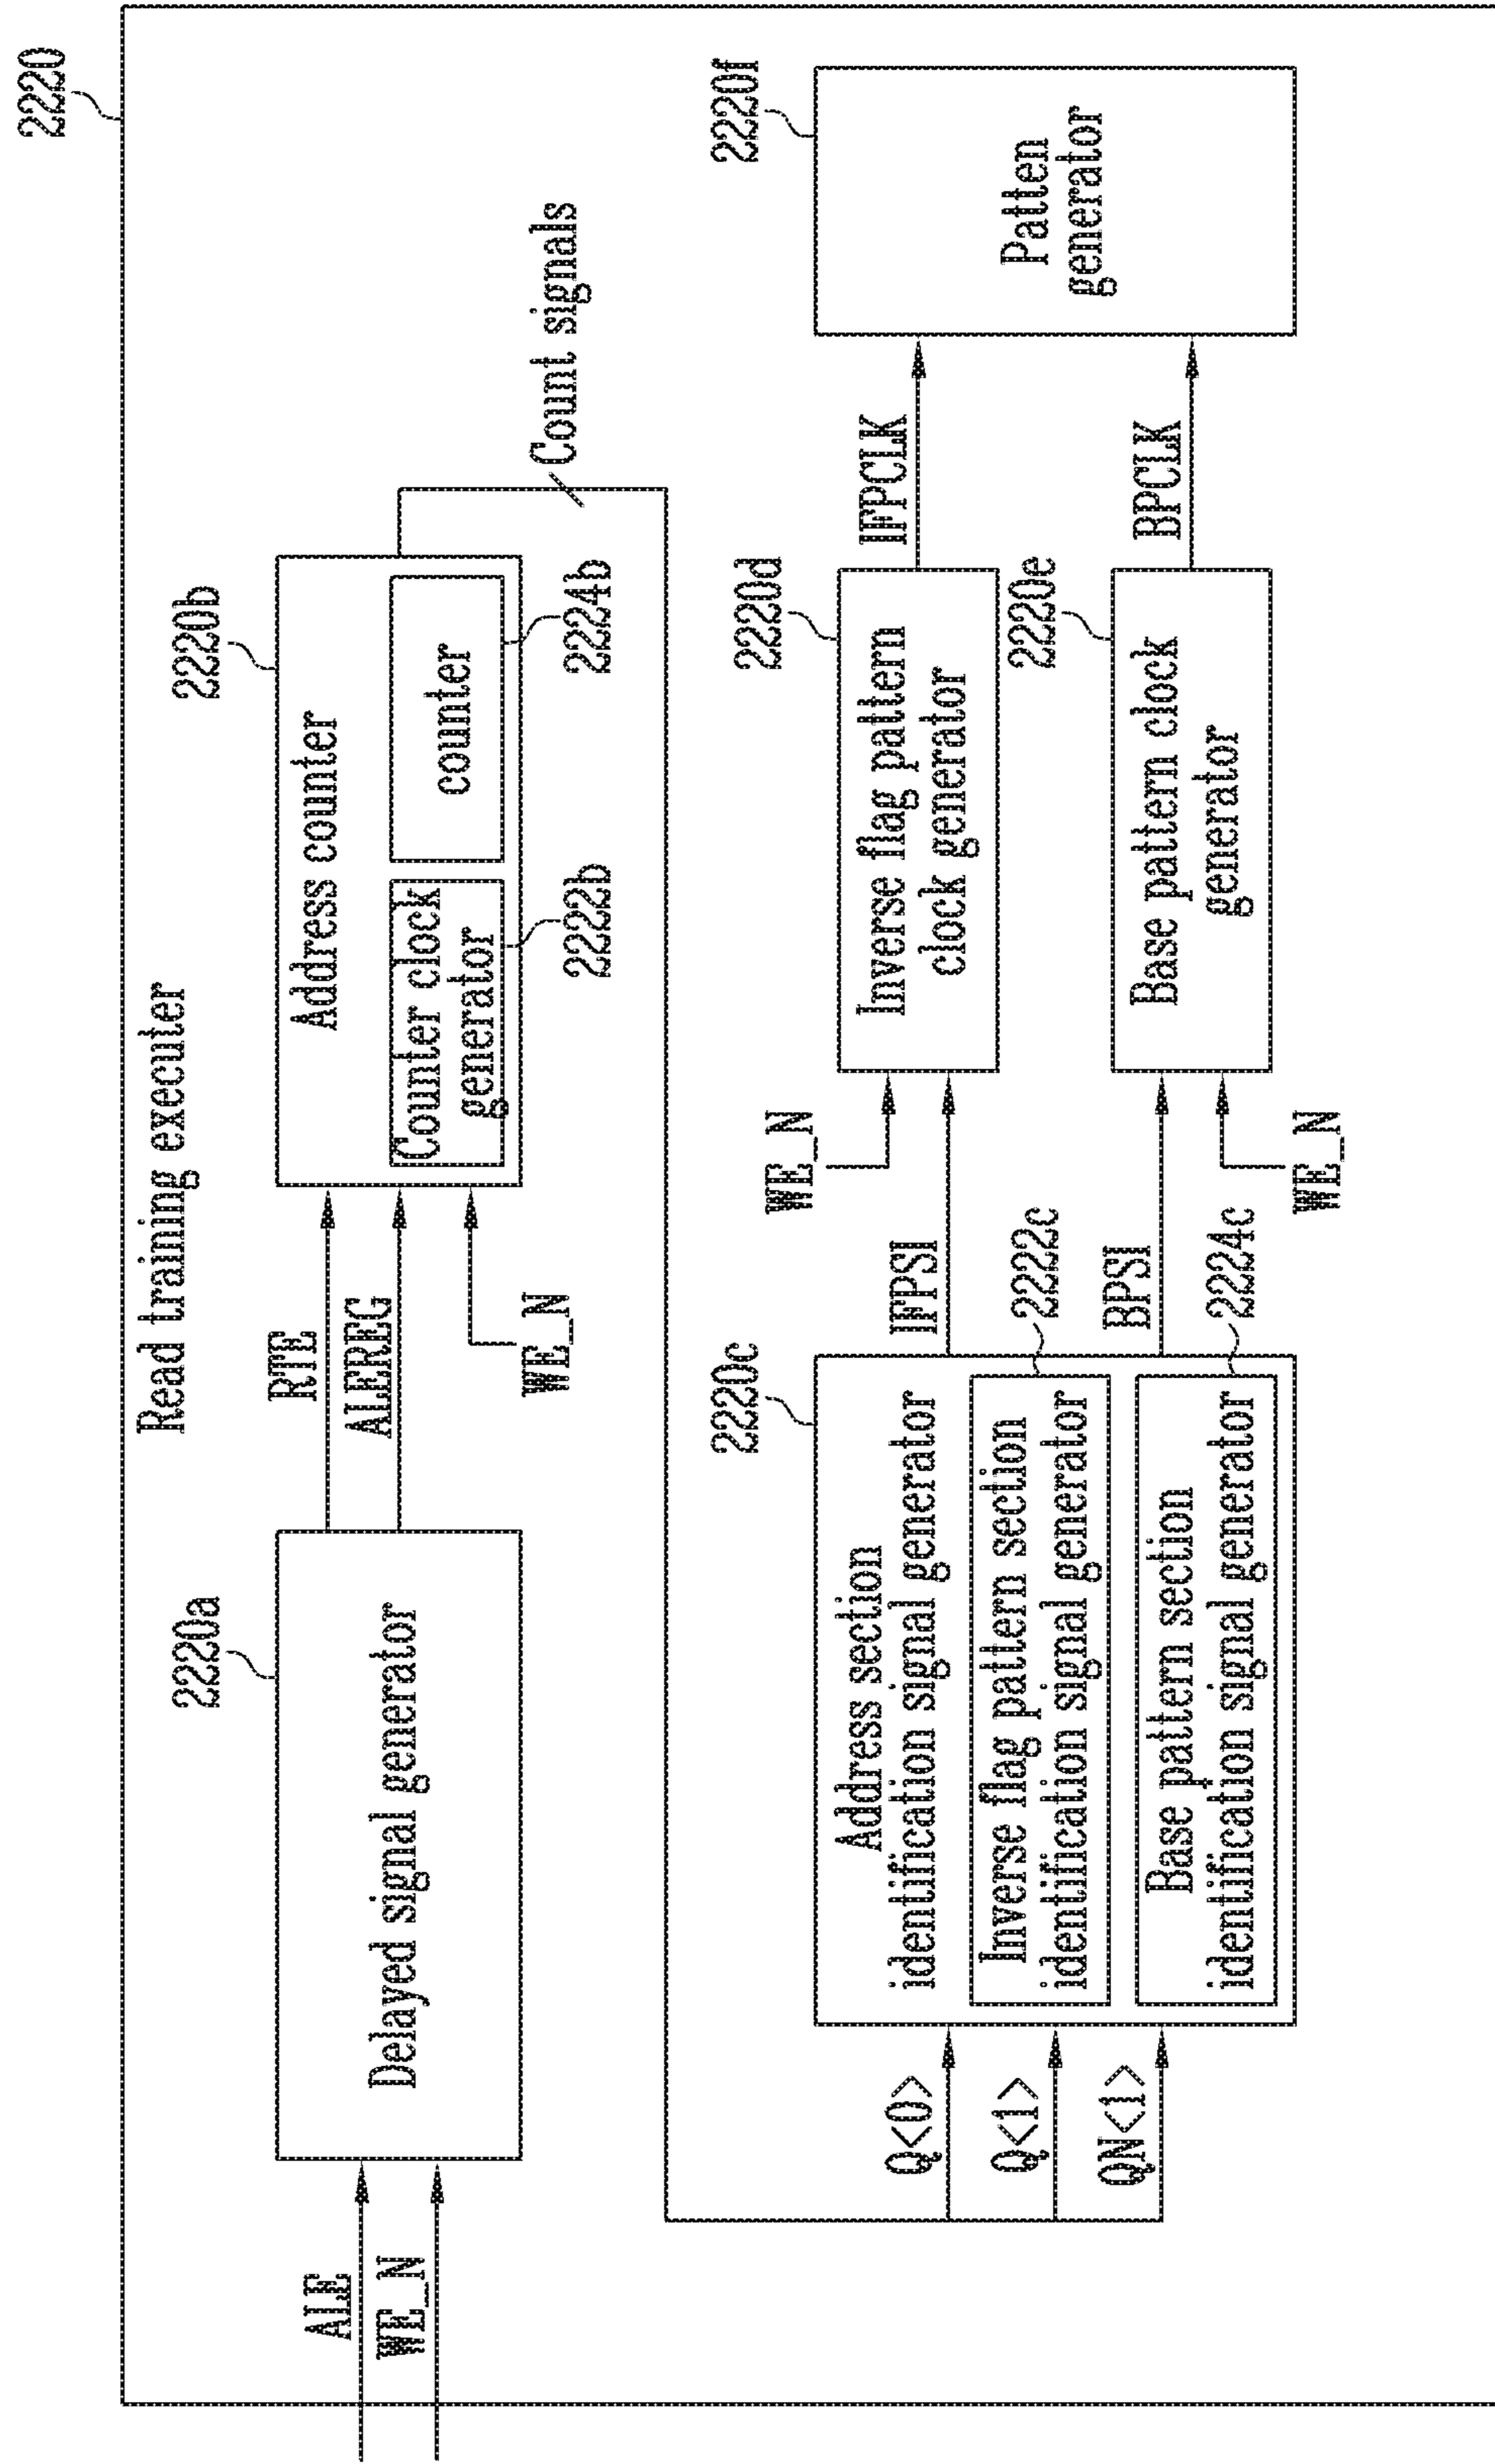 2220
Read training executer
ALE
WE_N
2220a
Delayed signal generator
RTE
ALEREG
WE_N
2220b
Address counter
Counter clock
generator
2222b
counter
2224b
Count signals
Q<0>
Q<1>
QN<1>
2220c
Address section
identification signal generator
Inverse flag pattern section
identification signal generator
2222c
Base pattern section
identification signal generator
2224c
IFPSI
BPSI
WE_N
WE_N
2220d
Inverse flag pattern
clock generator
2220e
Base pattern clock
generator
IFPCLK
BPCLK
2220f
Patten
generator